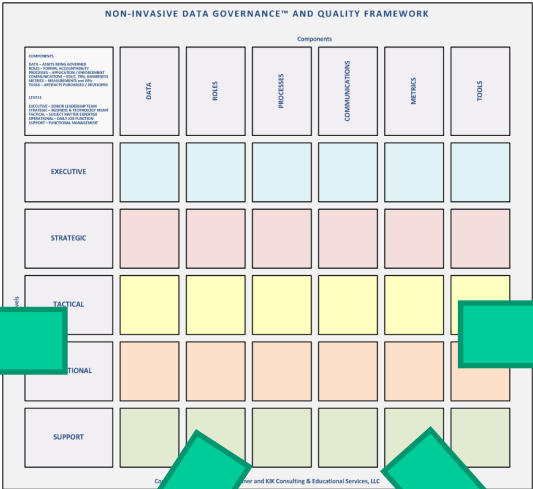 NON-INVASIVE DATA GOVERNANCE™ AND QUALITY FRAMEWORK
Components
COMPONENTS
DATA – ASSETS BEING GOVERNED
ROLES – FORMAL ACCOUNTABILITY
PROCESSES – APPLICATION / ENFORCEMENT
COMMUNICATIONS – EDUC, TRN, AWARENESS
METRICS – MEASUREMENTS and KPIs
TOOLS – ARTIFACTS PURCHASED / DEVELOPED
LEVELS
EXECUTIVE – SENIOR LEADERSHIP TEAM
STRATEGIC – BUSINESS & TECHNOLOGY MGMT
TACTICAL – SUBJECT MATTER EXPERTISE
OPERATIONAL – DAILY JOB FUNCTION
SUPPORT – FUNCTIONAL MANAGEMENT
DATA
ROLES
PROCESSES
COMMUNICATIONS
METRICS
TOOLS
EXECUTIVE
STRATEGIC
TACTICAL
TIONAL
SUPPORT
vels
Co ner and KIK Consulting & Educational Services, LLC